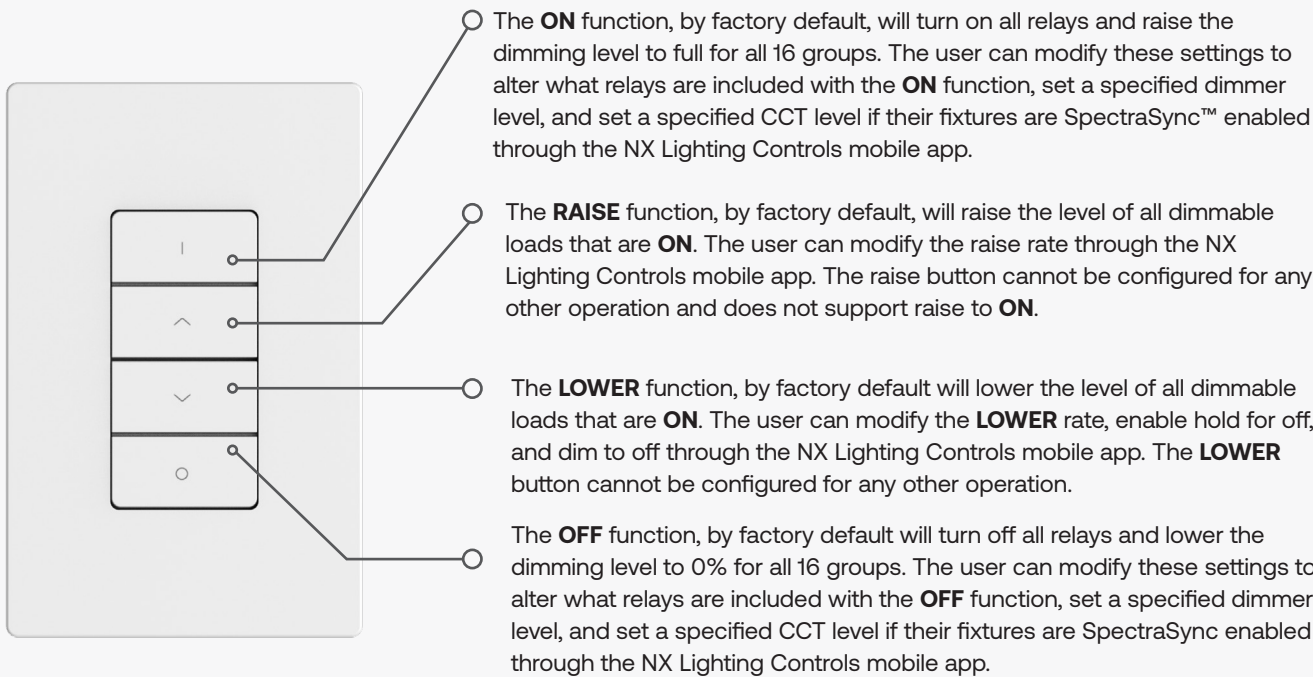 The ON function, by factory default, will turn on all relays and raise the
dimming level to full for all 16 groups. The user can modify these settings to
alter what relays are included with the ON function, set a specified dimmer
level, and set a specified CCT level if their fixtures are SpectraSync™ enabled
through the NX Lighting Controls mobile app.
The RAISE function, by factory default, will raise the level of all dimmable
loads that are ON. The user can modify the raise rate through the NX
Lighting Controls mobile app. The raise button cannot be configured for any
other operation and does not support raise to ON.
The LOWER function, by factory default will lower the level of all dimmable
loads that are ON. The user can modify the LOWER rate, enable hold for off,
and dim to off through the NX Lighting Controls mobile app. The LOWER
button cannot be configured for any other operation.
The OFF function, by factory default will turn off all relays and lower the
dimming level to 0% for all 16 groups. The user can modify these settings to
alter what relays are included with the OFF function, set a specified dimmer
level, and set a specified CCT level if their fixtures are SpectraSync enabled
through the NX Lighting Controls mobile app.